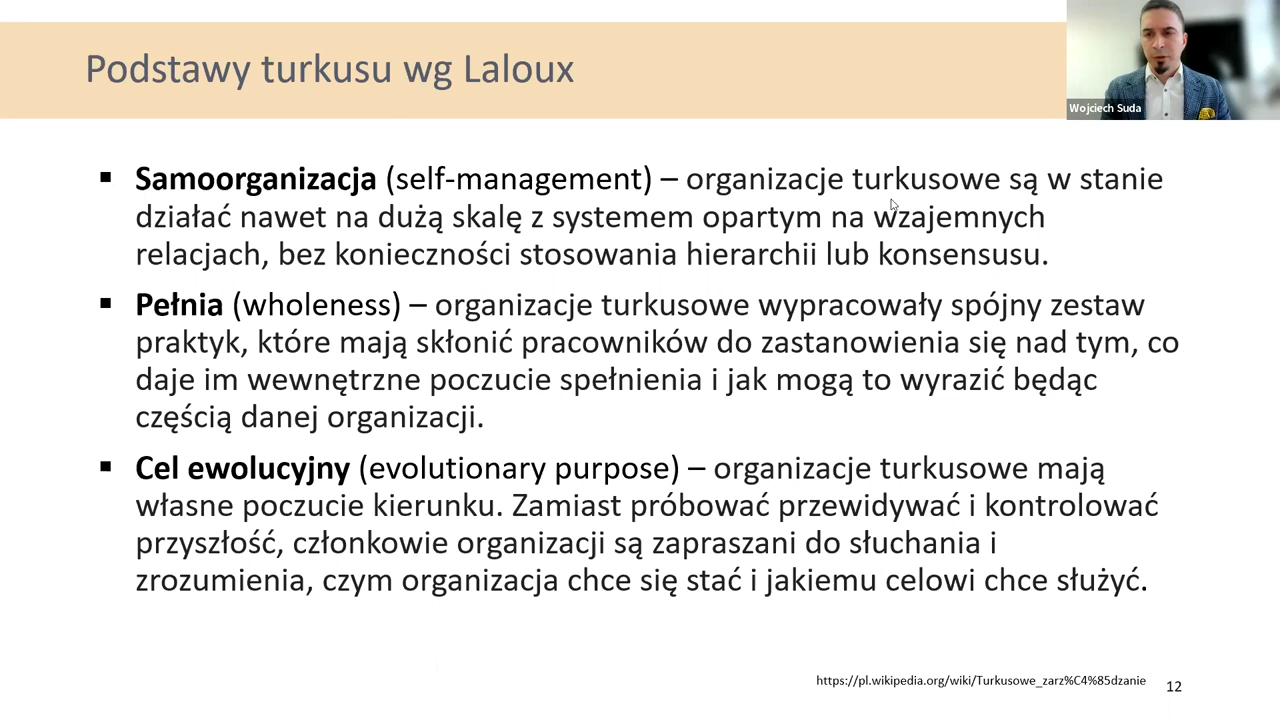 Podstawy turkusu wg Laloux
Wojciech Suda
▪ Samoorganizacja (self-management) – organizacje turkusowe są w stanie
działać nawet na dużą skalę z systemem opartym na wzajemnych
relacjach, bez konieczności stosowania hierarchii lub konsensusu.
▪ Pełnia (wholeness) – organizacje turkusowe wypracowały spójny zestaw
praktyk, które mają skłonić pracowników do zastanowienia się nad tym, co
daje im wewnętrzne poczucie spełnienia i jak mogą to wyrazić będąc
częścią danej organizacji.
▪ Cel ewolucyjny (evolutionary purpose) – organizacje turkusowe mają
własne poczucie kierunku. Zamiast próbować przewidywać i kontrolować
przyszłość, członkowie organizacji są zapraszani do słuchania i
zrozumienia, czym organizacja chce się stać i jakiemu celowi chce służyć.
https://pl.wikipedia.org/wiki/Turkusowe_zarz%C4%85dzanie
12